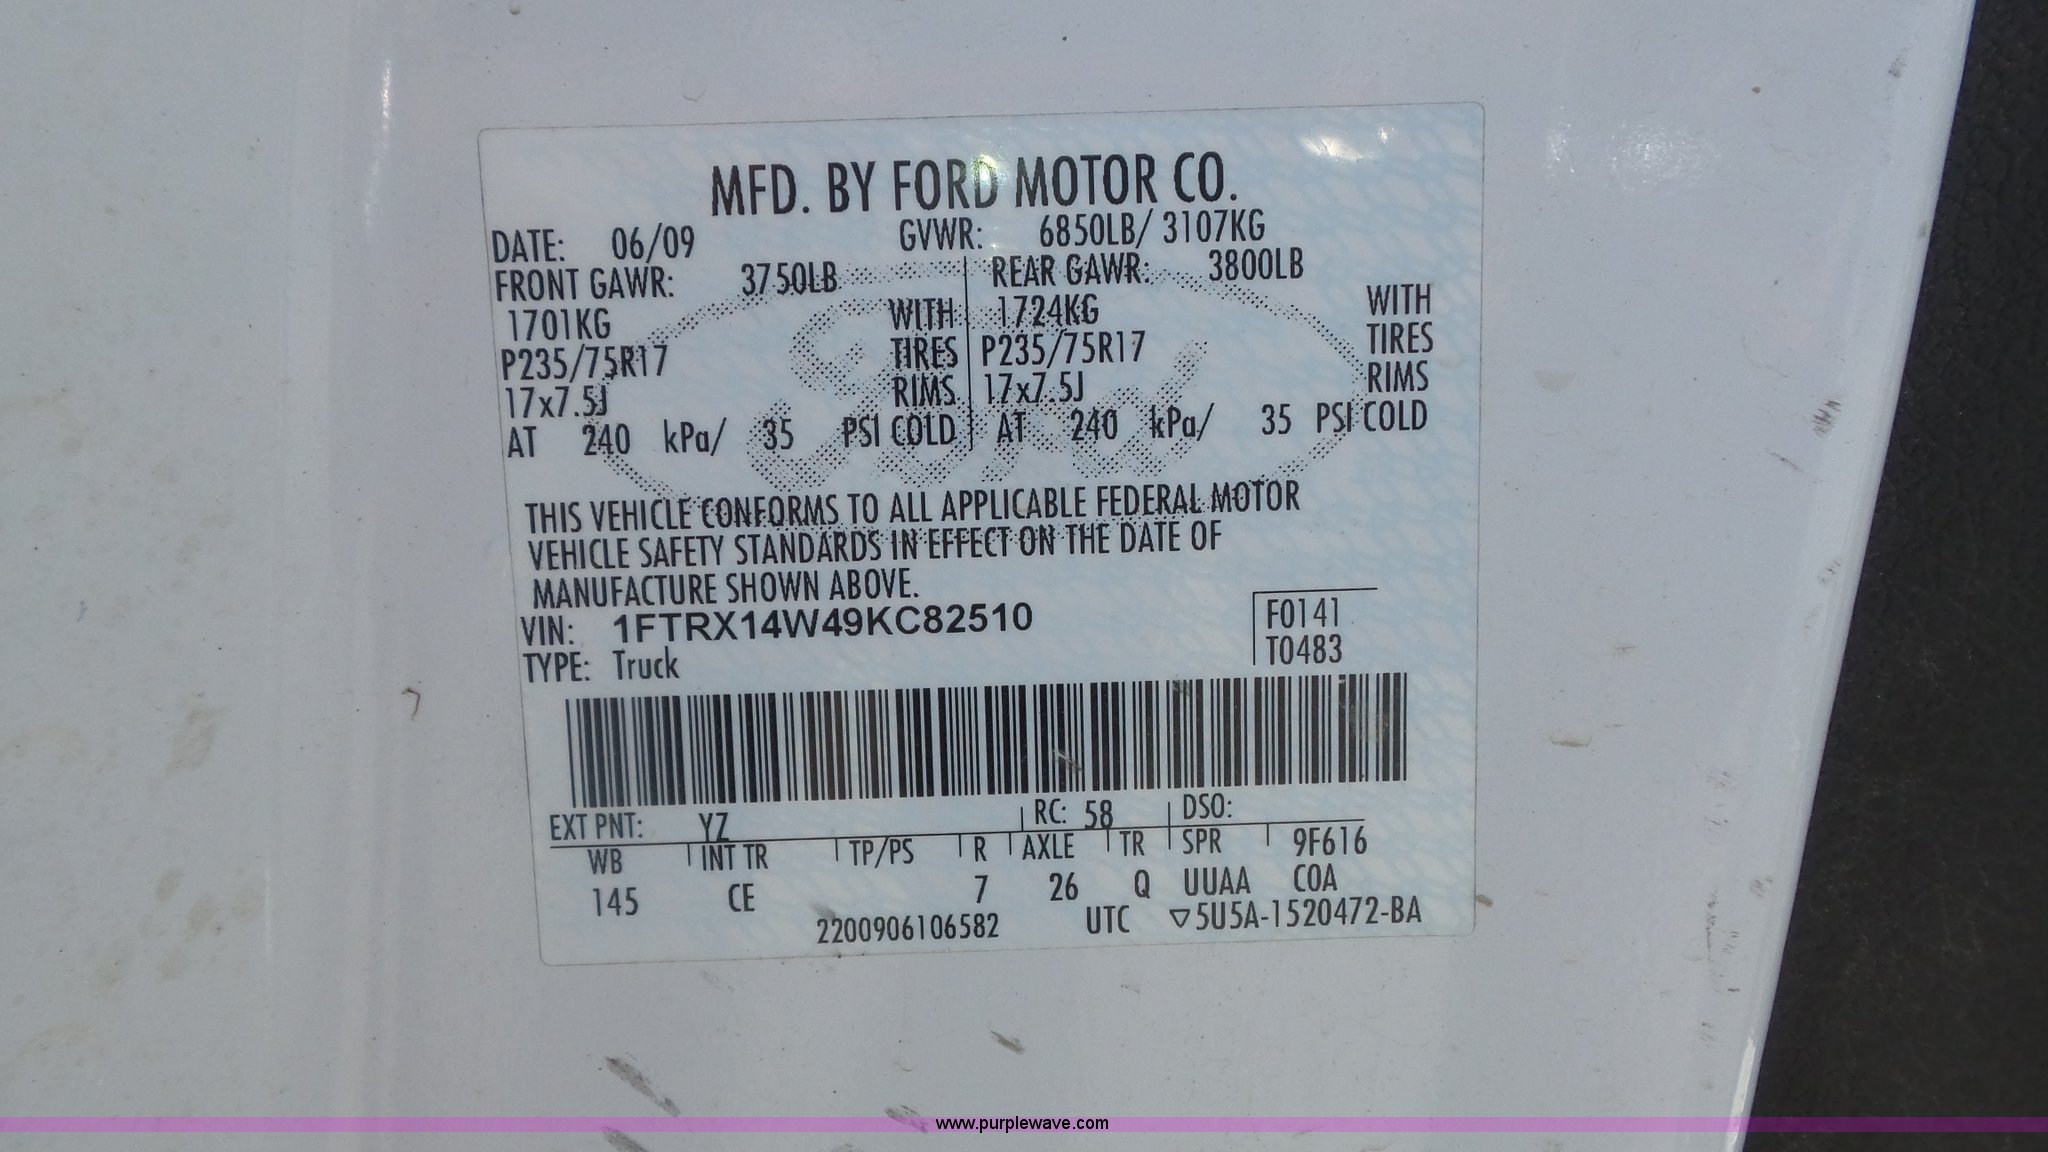 MFD. BY FORD MOTOR CO.
DATE: 06/09 GVWR: 6850LB/ 3107KG
FRONT GAWR: 3750LB REAR GAWR: 3800LB
1701KG WITH 1724KG WITH
P235/75R17 TIRES P235/75R17 TIRES
17x7.5J RIMS 17x7.5J RIMS
AT 240 kPa/ 35 PSI COLD AT 240 kPa/ 35 PSI COLD
Ford
THIS VEHICLE CONFORMS TO ALL APPLICABLE FEDERAL MOTOR
VEHICLE SAFETY STANDARDS IN EFFECT ON THE DATE OF
MANUFACTURE SHOWN ABOVE.
VIN: 1FTRX14W49KC82510 F0141
TYPE: Truck T0483
EXT PNT: YZ RC: 58 DSO:
WB INT TR TP/PS R AXLE TR SPR 9F616
145 CE 7 26 Q UUAA COA
2200906106582 UTC ▽5U5A-1520472-BA
www.purplewave.com